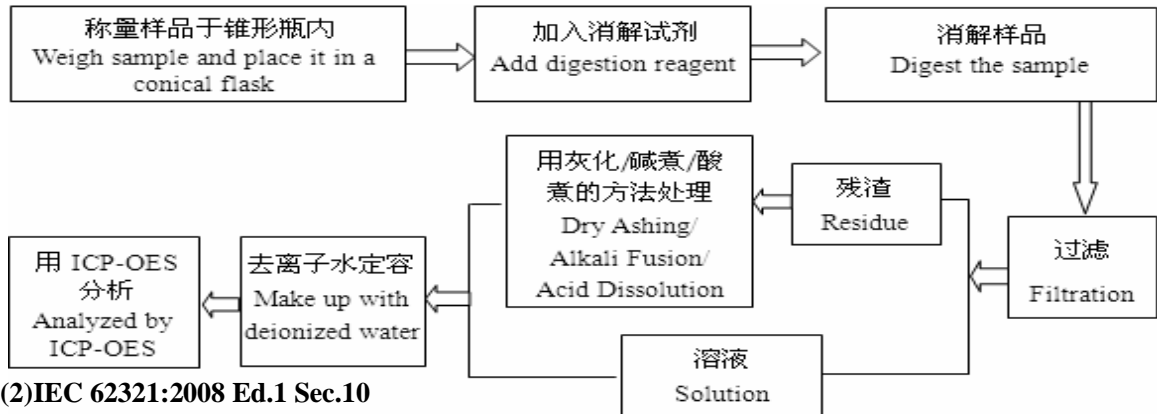 称量样品于锥形瓶内
Weigh sample and place it in a
conical flask
加入消解试剂
Add digestion reagent
消解样品
Digest the sample
过滤
Filtration
残渣
Residue
用灰化/碱煮/酸
煮的方法处理
Dry Ashing/
Alkali Fusion/
Acid Dissolution
溶液
Solution
去离子水定容
Make up with
deionized water
用 ICP-OES
分析
Analyzed by
ICP-OES
(2)IEC 62321:2008 Ed.1 Sec.10